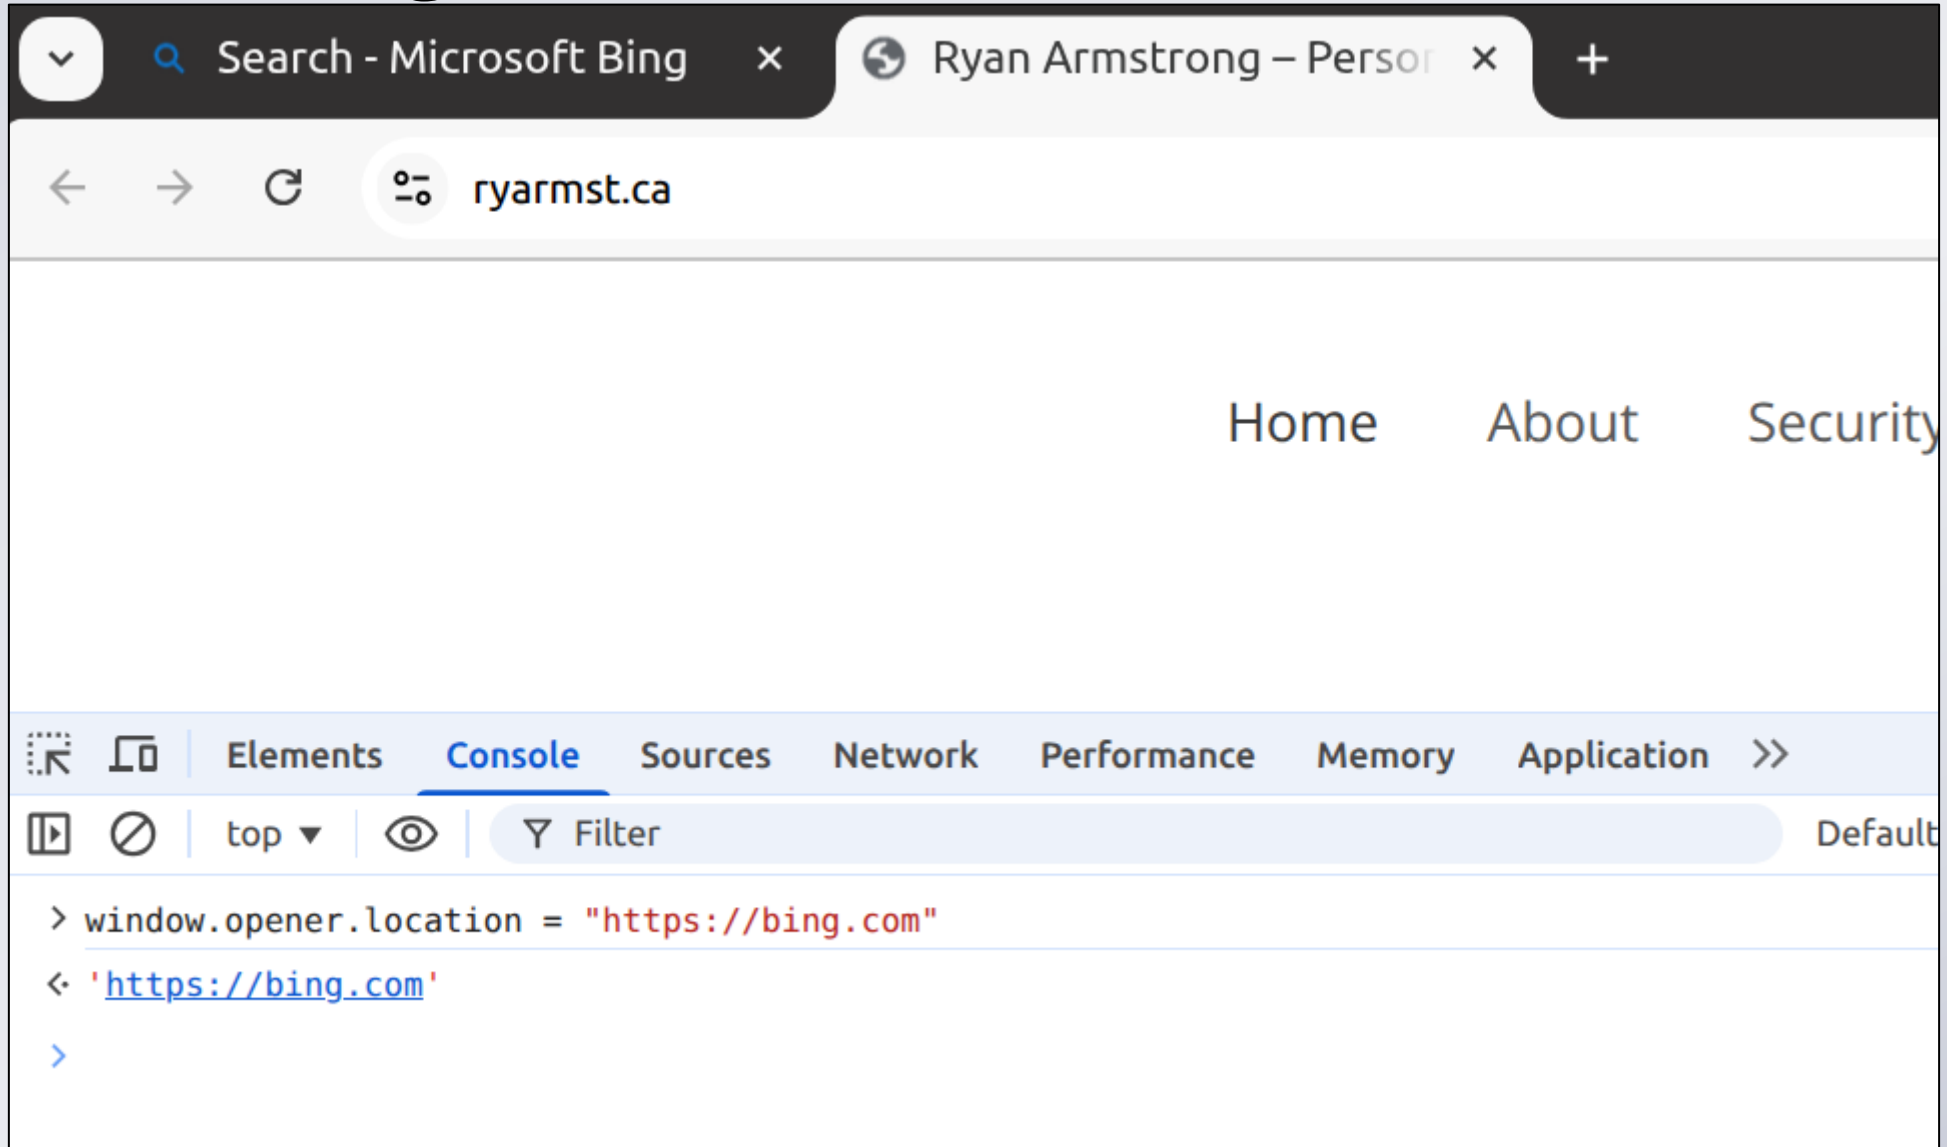 Search - Microsoft Bing
Ryan Armstrong – Person
ryarmst.ca
Home About Security
Elements Console Sources Network Performance Memory Application
top Filter Default
window.opener.location = "https://bing.com"
'https://bing.com'